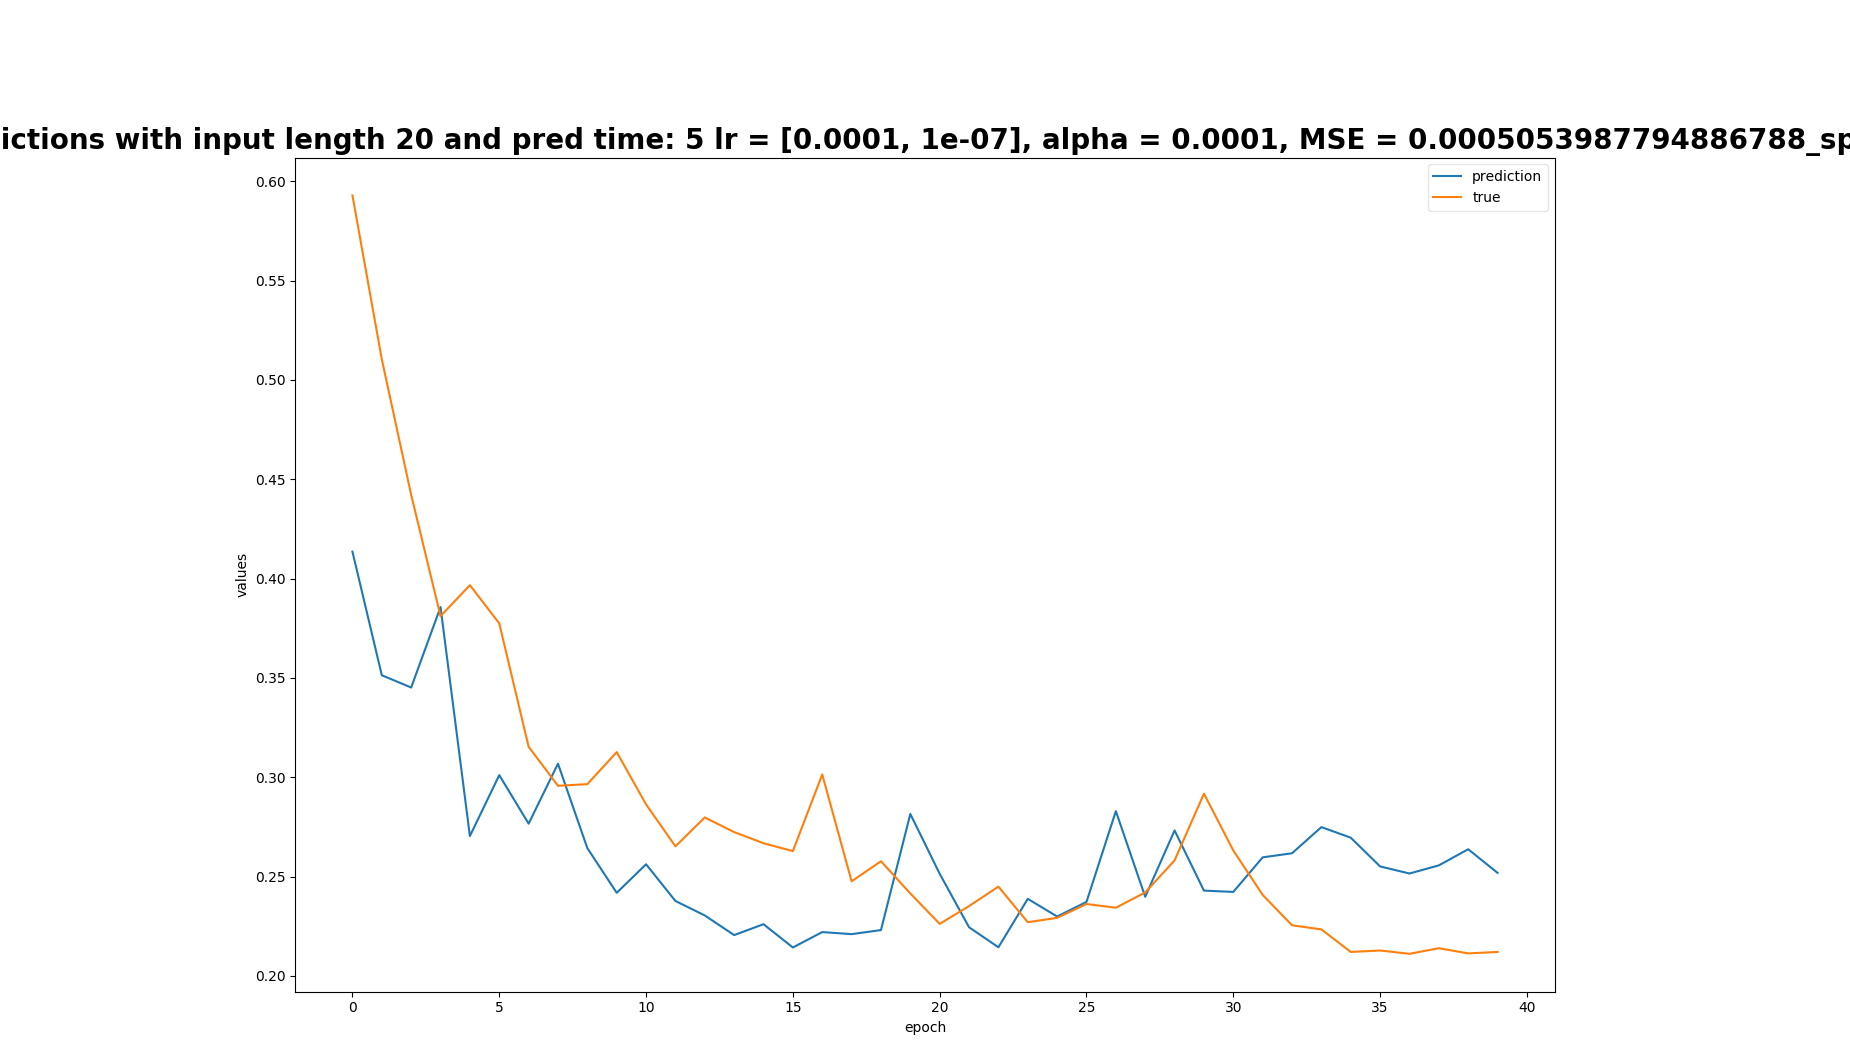 ictions with input length 20 and pred time: 5 lr = [0.0001, 1e-07], alpha = 0.0001, MSE = 0.0005053987794886788_sp
prediction
true
0.60
0.55
0.50
0.45
0.40
0.35
0.30
0.25
0.20
values
0 5 10 15 20 25 30 35 40
epoch